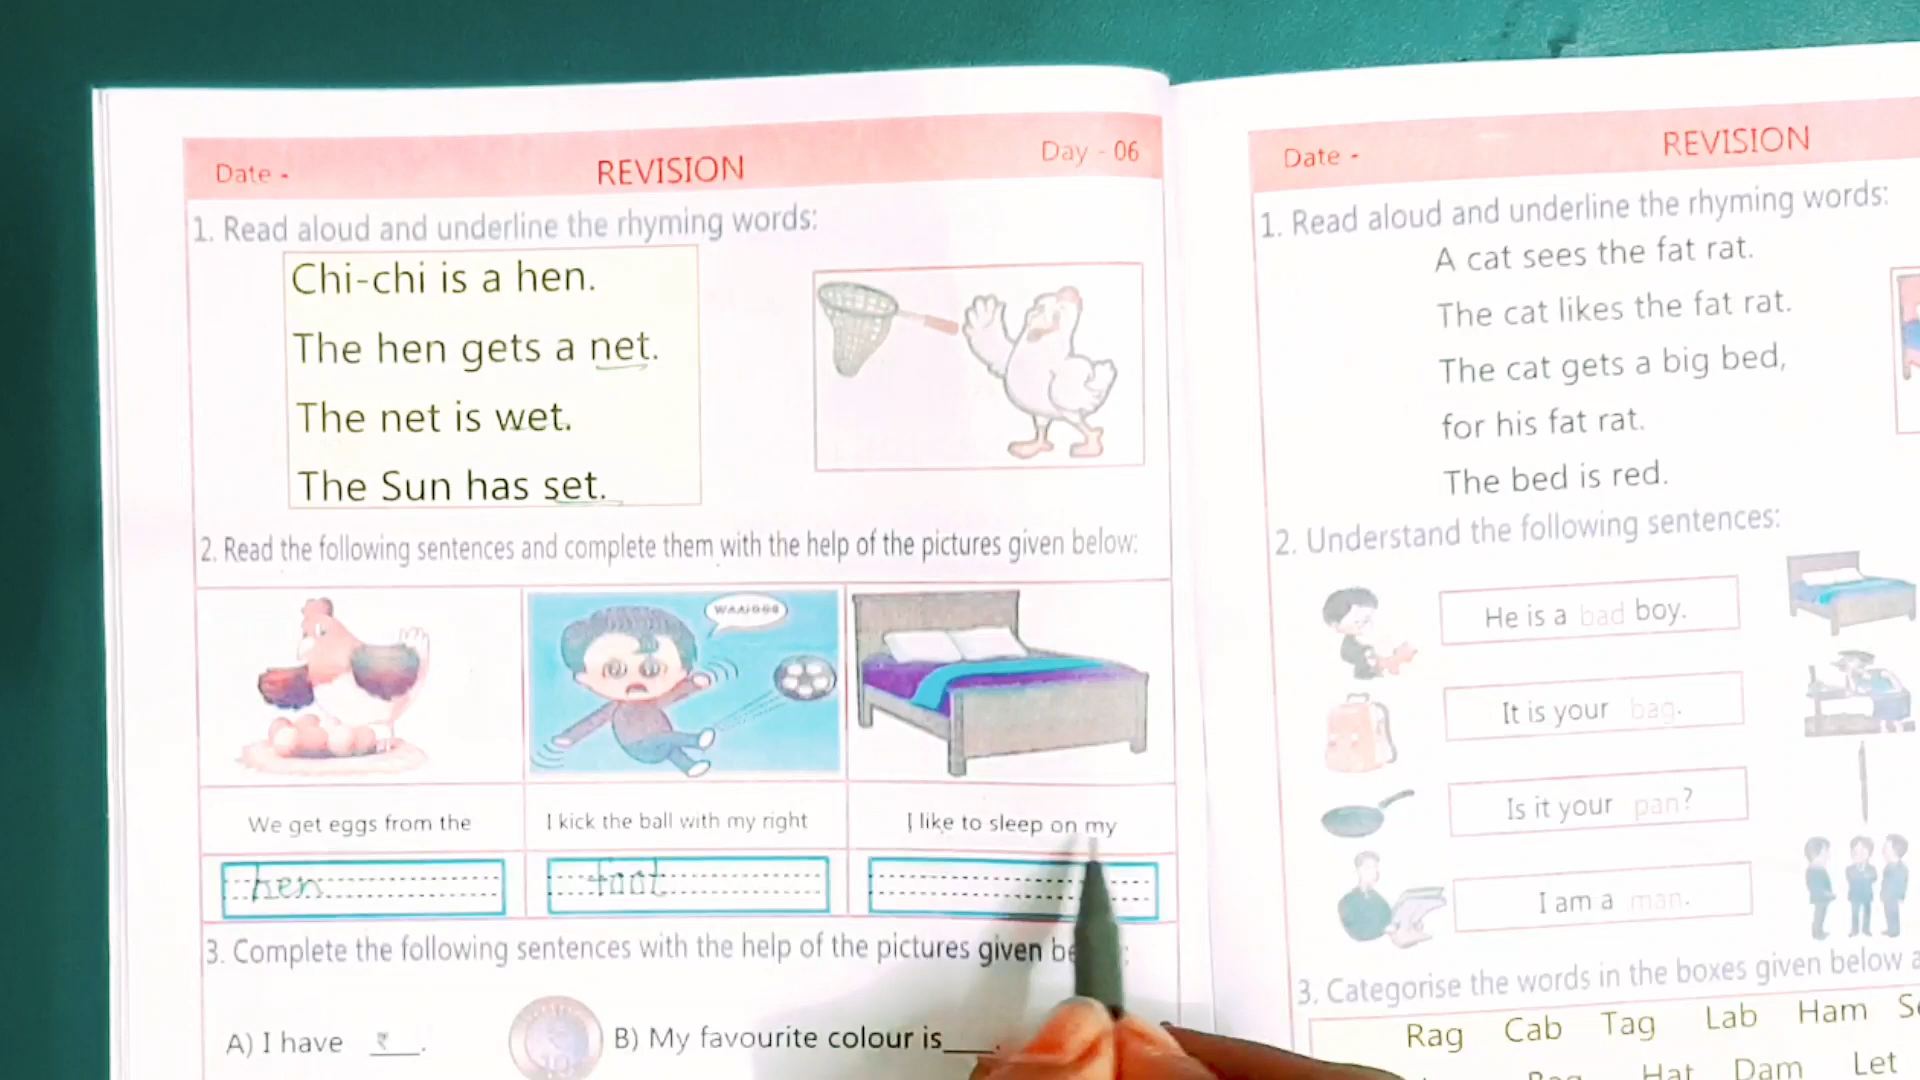 Date -
REVISION
Day - 06
1. Read aloud and underline the rhyming words:
Chi-chi is a hen.
The hen gets a net.
The net is wet.
The Sun has set.
2. Read the following sentences and complete them with the help of the pictures given below:
WAAJGGG
We get eggs from the
I kick the ball with my right
I like to sleep on my
hen
foot
3. Complete the following sentences with the help of the pictures given
A) I have ₹ ___.
B) My favourite colour is___.
Date -
REVISION
1. Read aloud and underline the rhyming words:
A cat sees the fat rat.
The cat likes the fat rat.
The cat gets a big bed,
for his fat rat.
The bed is red.
2. Understand the following sentences:
He is a bad boy.
It is your bag.
Is it your pan?
I am a man.
3. Categorise the words in the boxes given below
Rag Cab Tag Lab Ham
Hat Dam Let